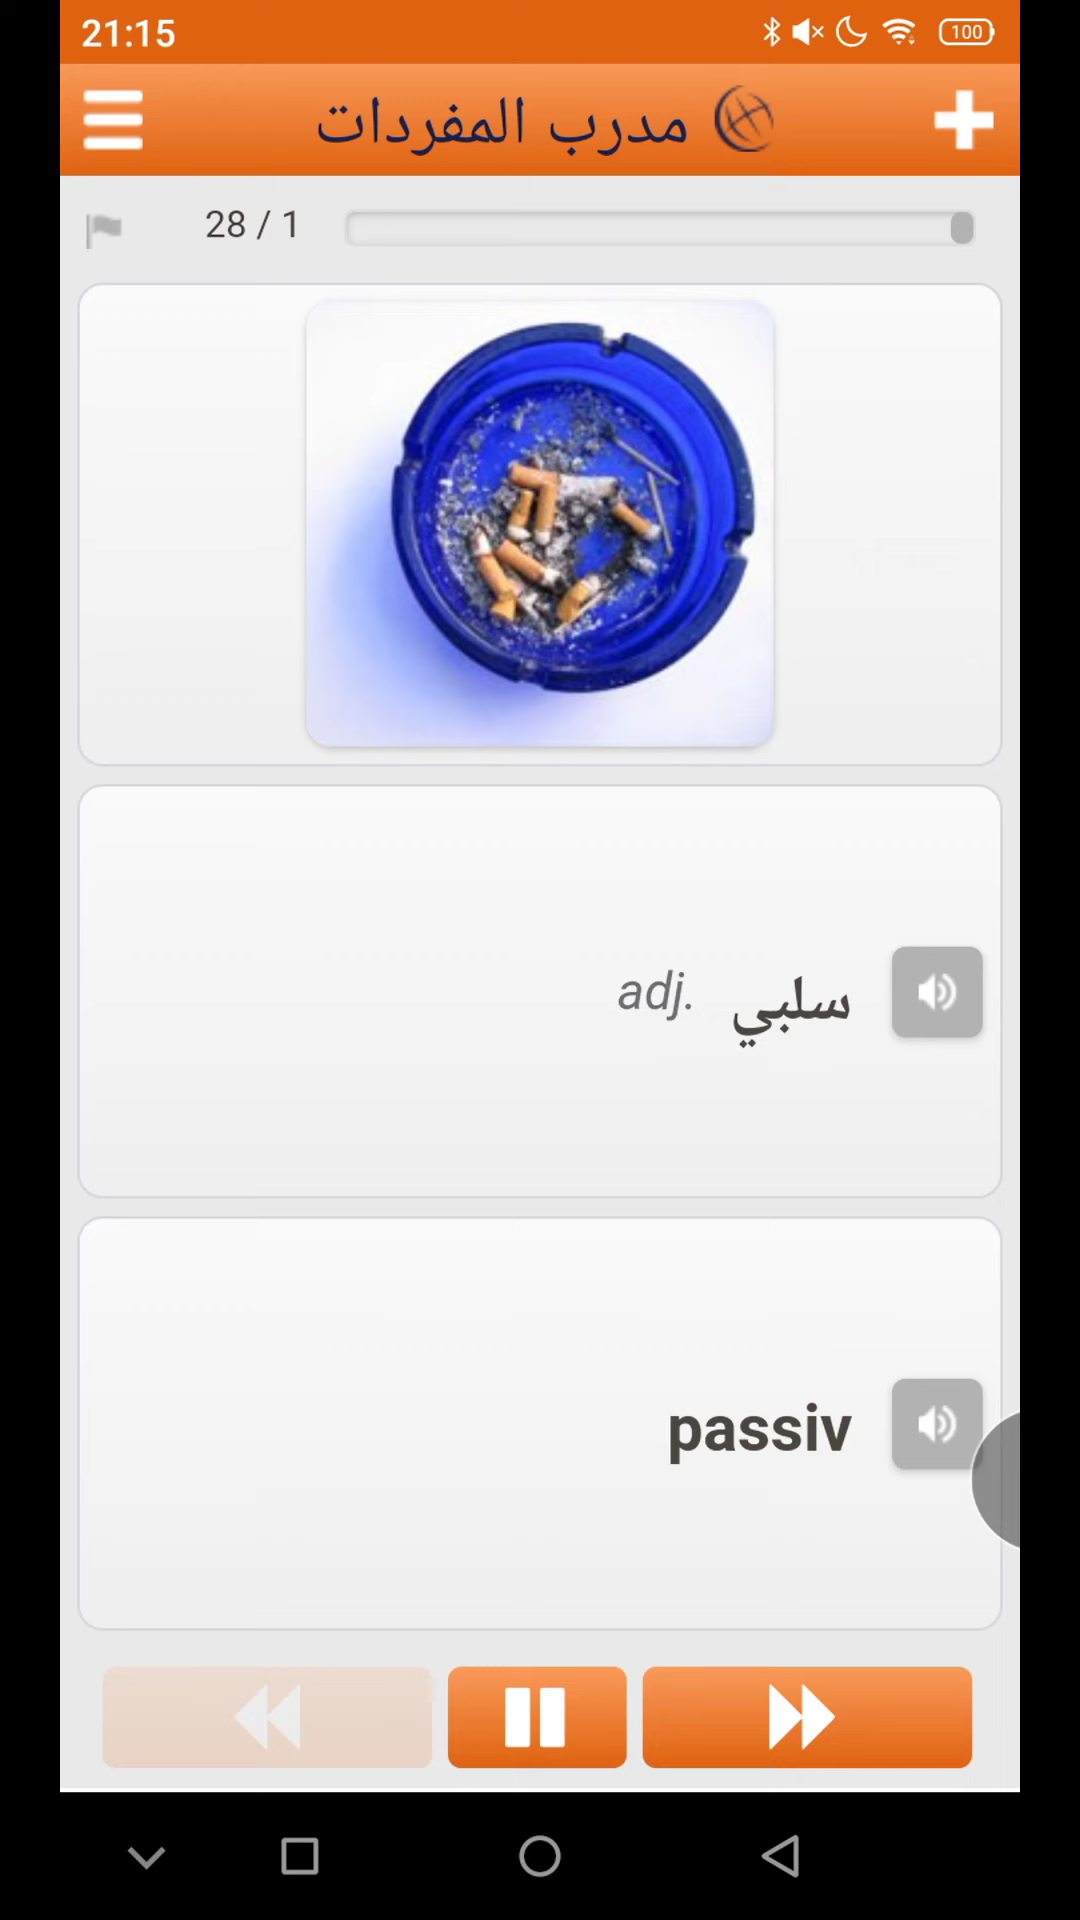 21:15
100
مدرب المفردات
28 / 1
سلبي adj.
passiv